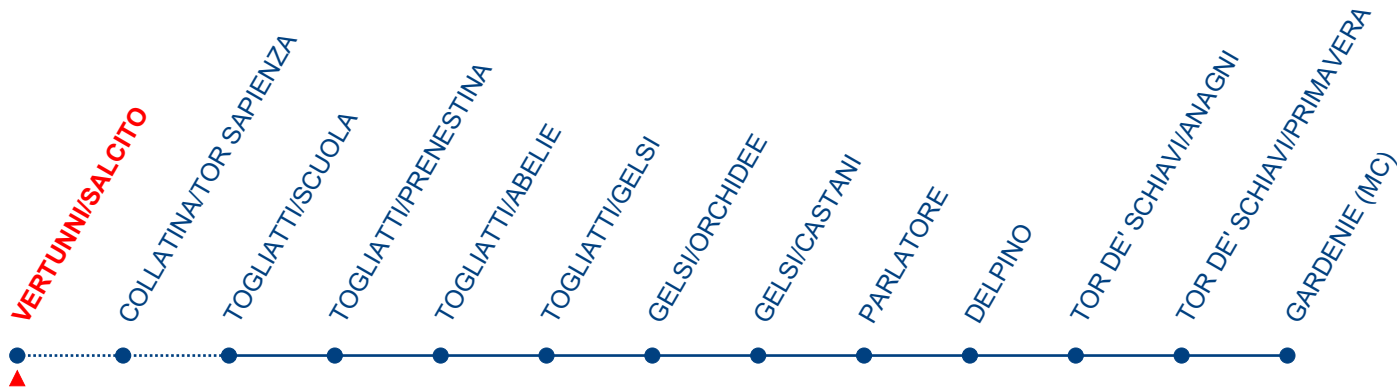 VERTUNNI/SALCITO
COLLATINA/TOR SAPIENZA
TOGLIATTI/SCUOLA
TOGLIATTI/PRENESTINA
TOGLIATTI/ABELIE
TOGLIATTI/GELSI
GELSI/ORCHIDEE
GELSI/CASTANI
PARLATORE
DELPINO
TOR DE' SCHIAVI/ANAGNI
TOR DE' SCHIAVI/PRIMAVERA
GARDENIE (MC)